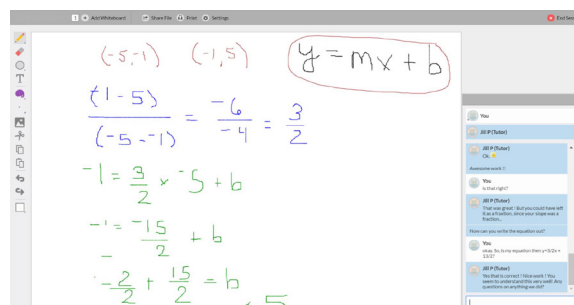 1 + Add Whiteboard Share File Print Settings End Sess
(-5,-1) (-1,5)
y = mx + b
(1-5) / (-5 - -1) = -6/-4 = 3/2
-1 = 3/2 x -5 + b
-1 = -15/2 + b
-2/2 + 15/2 = b
5
You
Jill P (Tutor)
Jill P (Tutor)
Ok.
Awesome work
You
Is that right?
Jill P (Tutor)
That was great! But you could have left
it as a fraction, since your slope was a
fraction...
Now can you write the equation out?
You
okay. So, is my equation then y=3/2x +
13/2?
Jill P (Tutor)
Yes that is correct! Nice work! You
seem to understand this very well! Any
questions on anything we did?